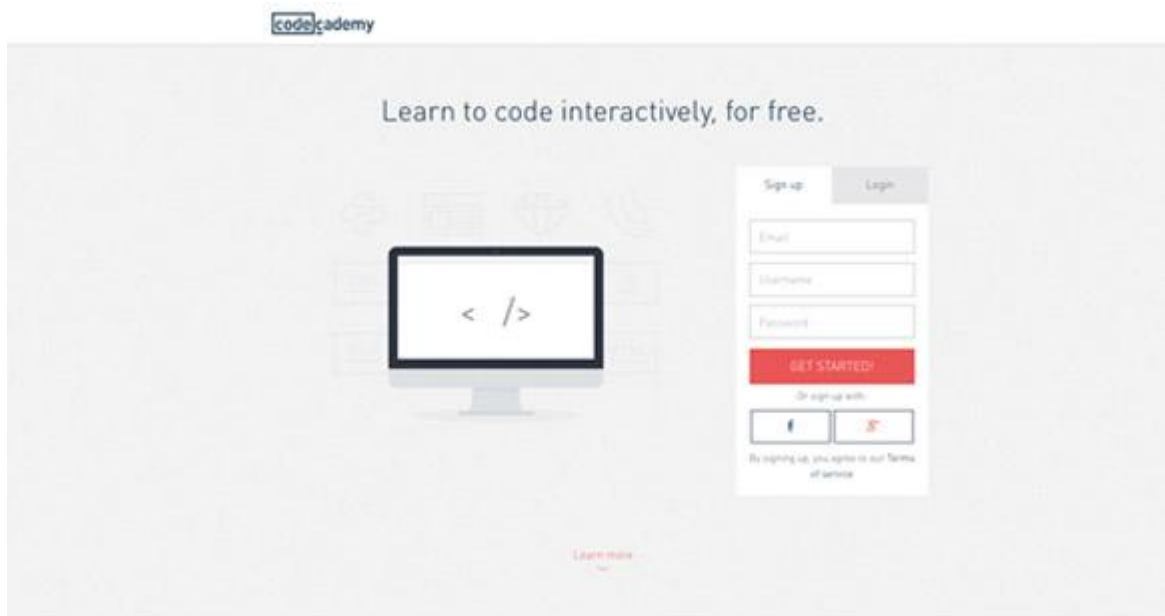 codecademy
Learn to code interactively, for free.
Sign up
Login
Email
Username
Password
GET STARTED!
Or sign up with
f
g+
By signing up, you agree to our Terms
of service
< />
Learn more